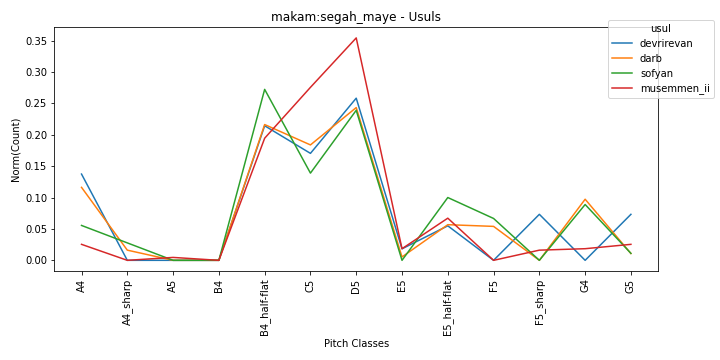 makam:segah_maye - Usuls
usul
devrirevan
darb
sofyan
musemmen_ii
Norm(Count)
0.35
0.30
0.25
0.20
0.15
0.10
0.05
0.00
A4
A4_sharp
A5
B4
B4_half-flat
C5
D5
E5
E5_half-flat
F5
F5_sharp
G4
G5
Pitch Classes